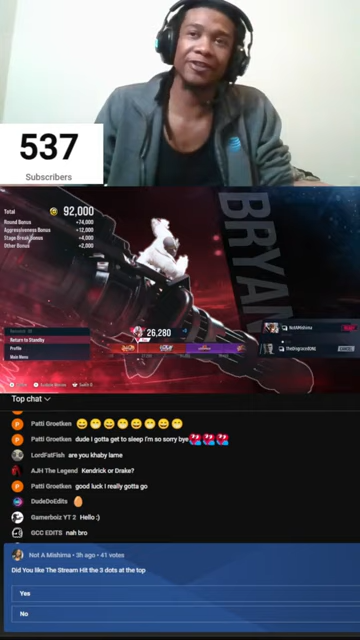 537
Subscribers
BRYAN
Total 92,000
Round Bonus +74,000
Aggressiveness Bonus +12,000
Stage Break Bonus +4,000
Other Bonus +2,000
26,280
Return to Standby
Profile
Main Menu
NotAMishima
Top chat
Patti Groetken 😄😁😄😁😄😁😄😁
Patti Groetken dude I gotta get to sleep I'm so sorry bye
LordFatFish are you khaby lame
AJH The Legend Kendrick or Drake?
Patti Groetken good luck I really gotta go
DudeDoEdits
Gamerboiz YT 2 Hello :)
GCC EDITS nah bro
Not A Mishima • 3h ago • 41 votes
Did You like The Stream Hit the 3 dots at the top
Yes
No